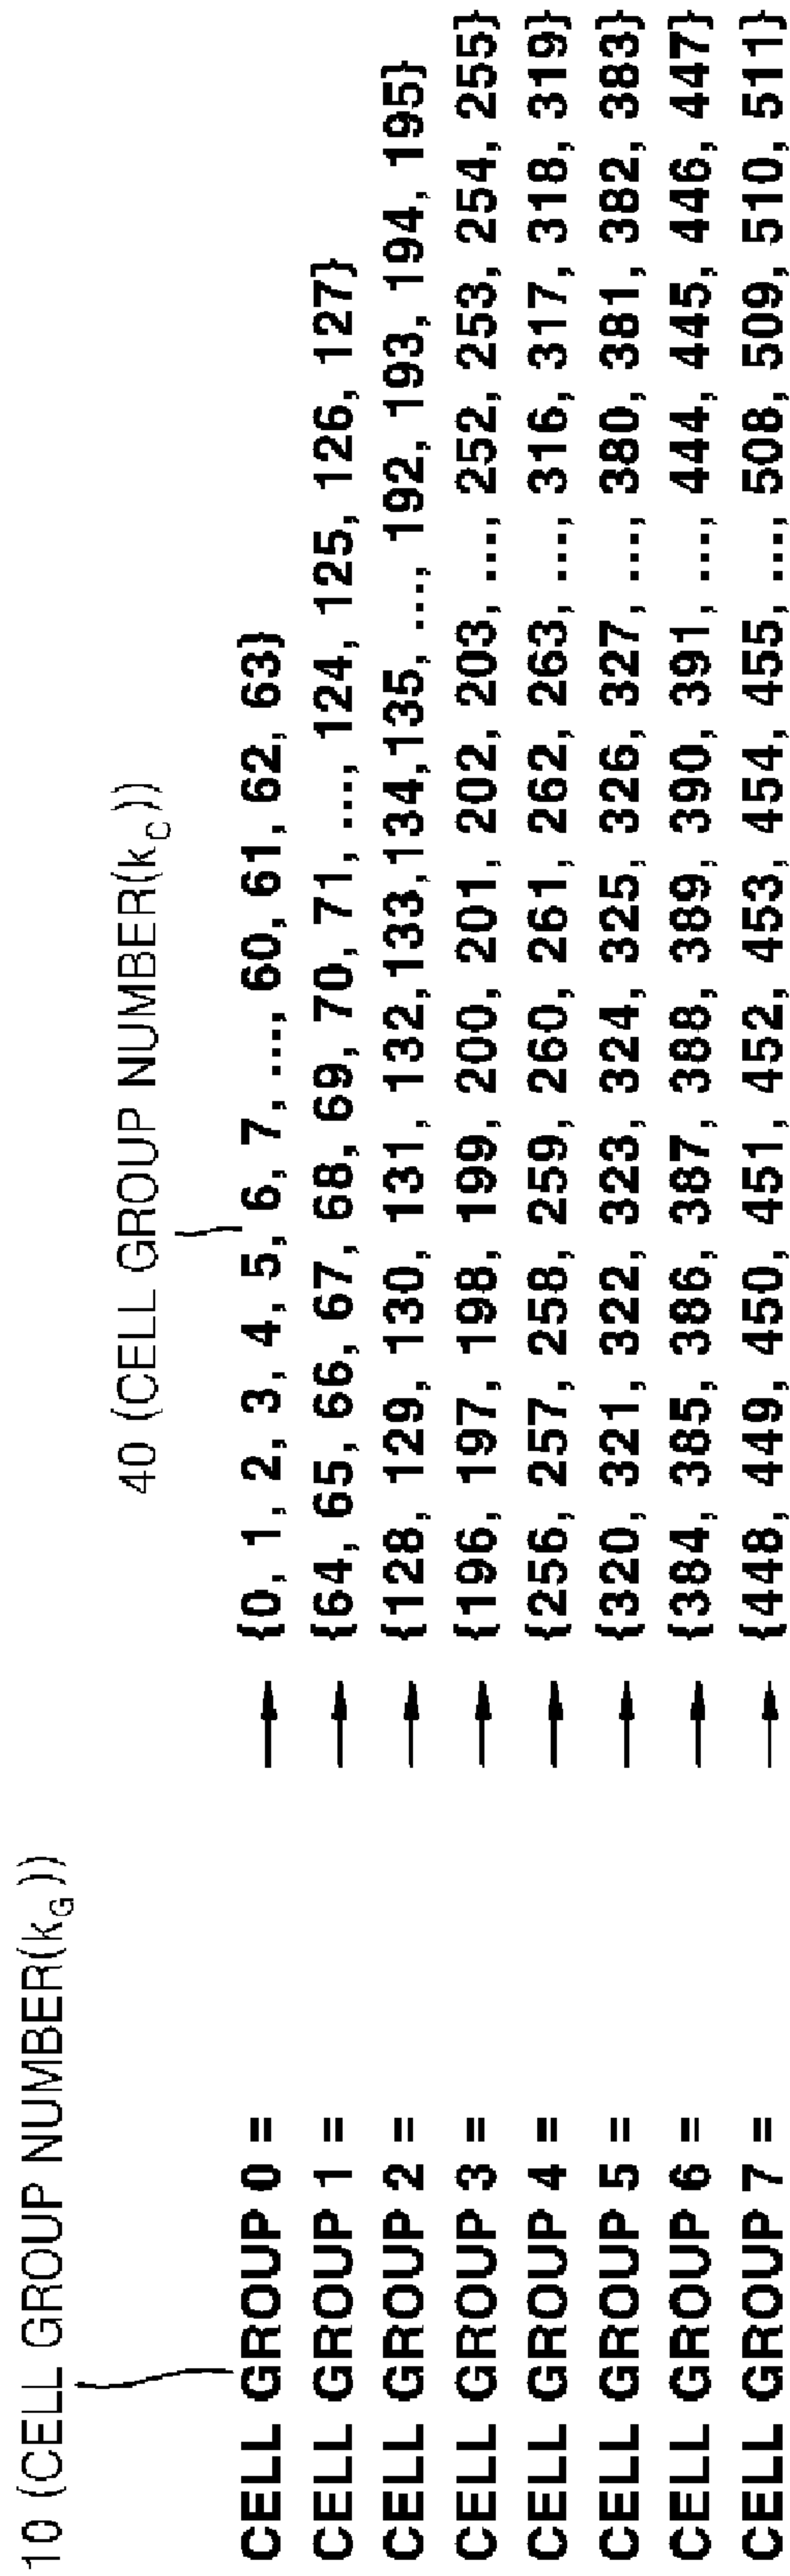 10 (CELL GROUP NUMBER(kG))
40 (CELL GROUP NUMBER(kC))
CELL GROUP 0 = {0, 1, 2, 3, 4, 5, 6, 7, ..., 60, 61, 62, 63}
CELL GROUP 1 = {64, 65, 66, 67, 68, 69, 70, 71, ..., 124, 125, 126, 127}
CELL GROUP 2 = {128, 129, 130, 131, 132,133,134,135, ..., 192, 193, 194, 195}
CELL GROUP 3 = {196, 197, 198, 199, 200, 201, 202, 203, ..., 252, 253, 254, 255}
CELL GROUP 4 = {256, 257, 258, 259, 260, 261, 262, 263, ..., 316, 317, 318, 319}
CELL GROUP 5 = {320, 321, 322, 323, 324, 325, 326, 327, ..., 380, 381, 382, 383}
CELL GROUP 6 = {384, 385, 386, 387, 388, 389, 390, 391, ..., 444, 445, 446, 447}
CELL GROUP 7 = {448, 449, 450, 451, 452, 453, 454, 455, ..., 508, 509, 510, 511}